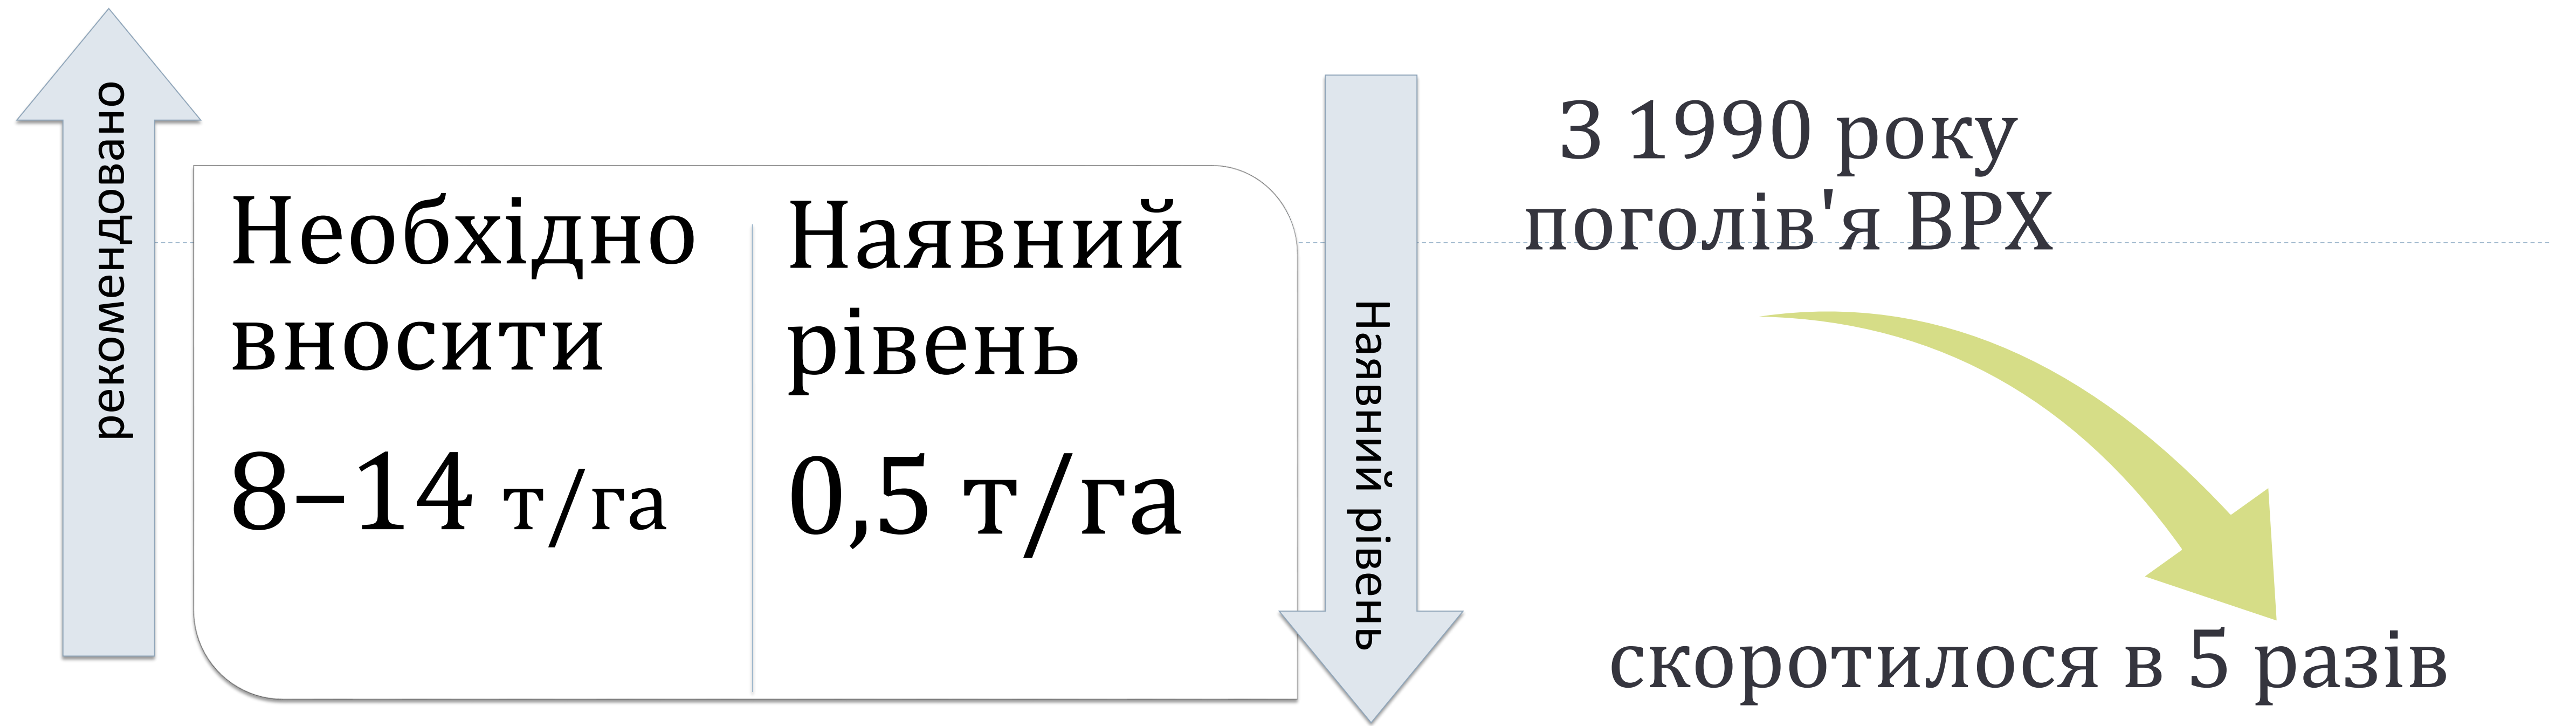 рекомендовано
Необхідно
вносити
8–14 т/га
Наявний
рівень
0,5 т/га
Наявний рівень
З 1990 року
поголів'я ВРХ
скоротилося в 5 разів